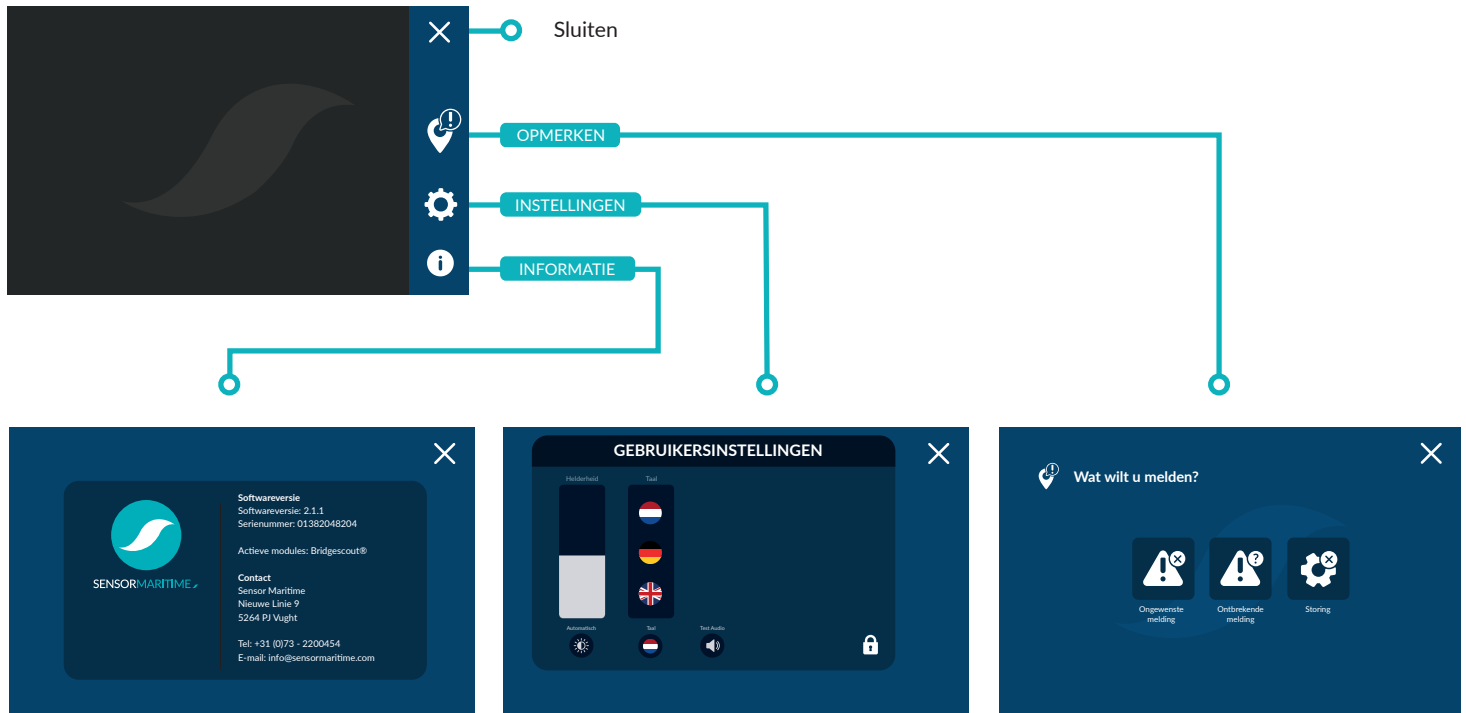 Sluiten
OPMERKEN
INSTELLINGEN
INFORMATIE
SENSORMARITIME
Softwareversie
Softwareversie: 2.1.1
Serienummer: 01382048204
Actieve modules: Bridgescout®
Contact
Sensor Maritime
Nieuwe Linie 9
5264 PJ Vught
Tel: +31 (0)73 - 2200454
E-mail: info@sensormaritime.com
GEBRUIKERSINSTELLINGEN
Helderheid
Taal
Automatisch
Taal
Test Audio
Wat wilt u melden?
Ongewenste
melding
Ontbrekende
melding
Storing